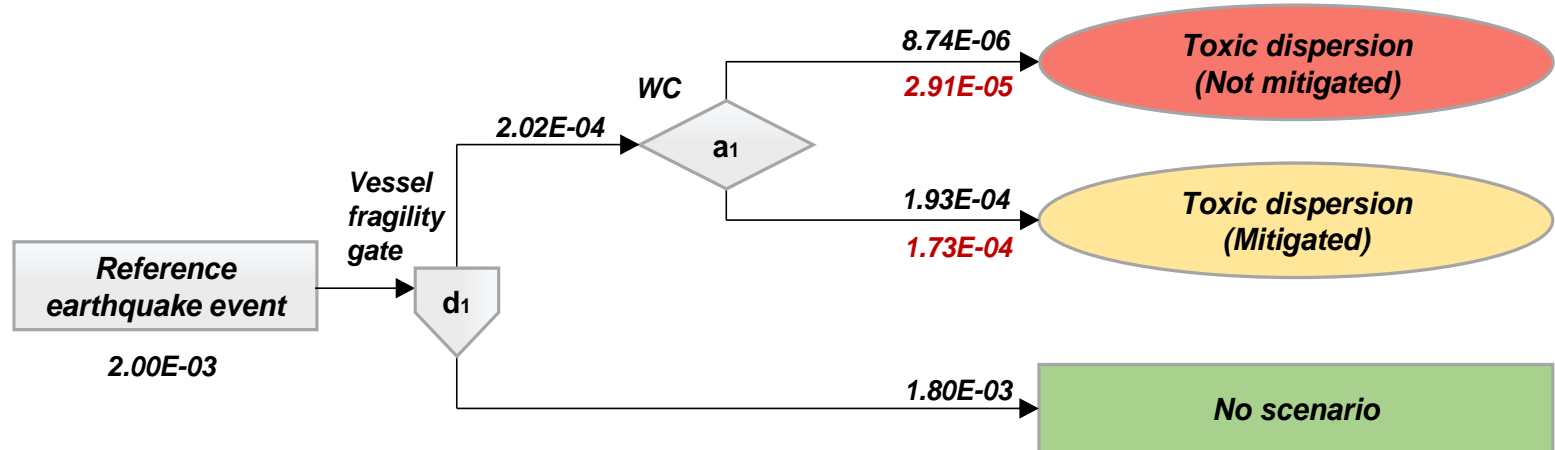 8.74E-06
2.91E-05
Toxic dispersion
(Not mitigated)
WC
2.02E-04
a1
Vessel
fragility
gate
1.93E-04
1.73E-04
Toxic dispersion
(Mitigated)
Reference
earthquake event
d1
2.00E-03
1.80E-03
No scenario